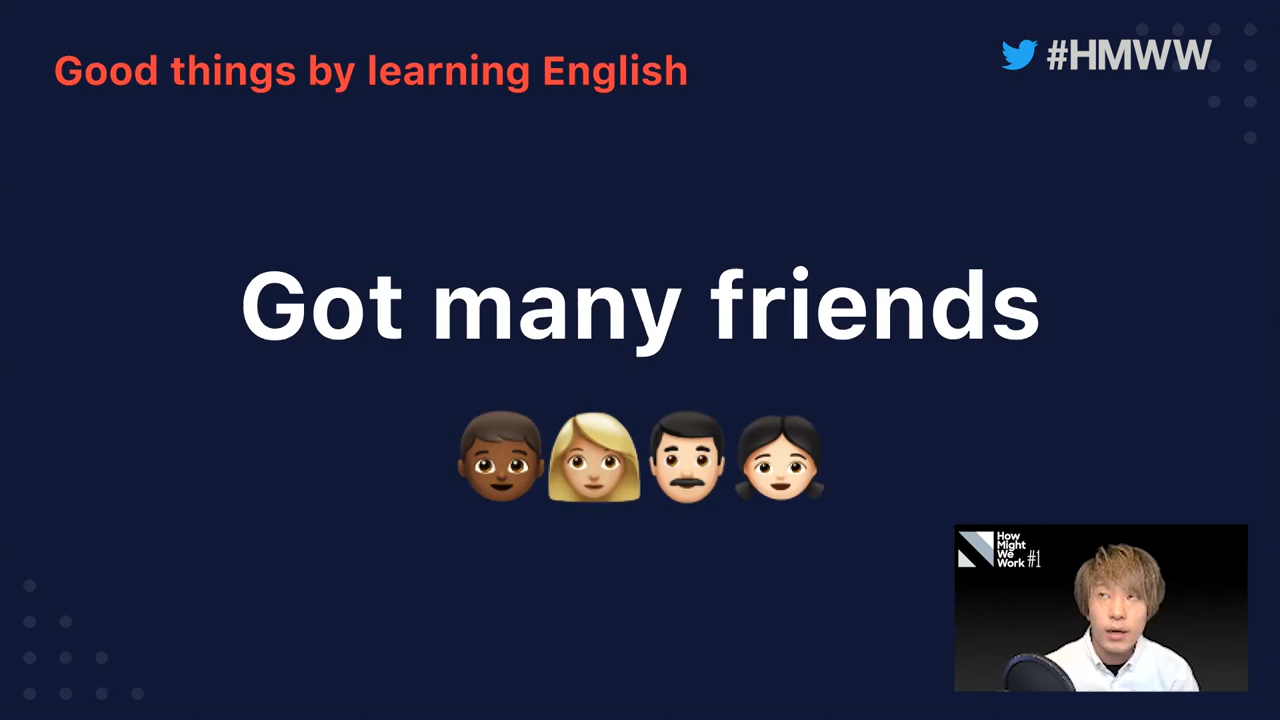 Good things by learning English
#HMWW
Got many friends
How
Might
We
Work #1